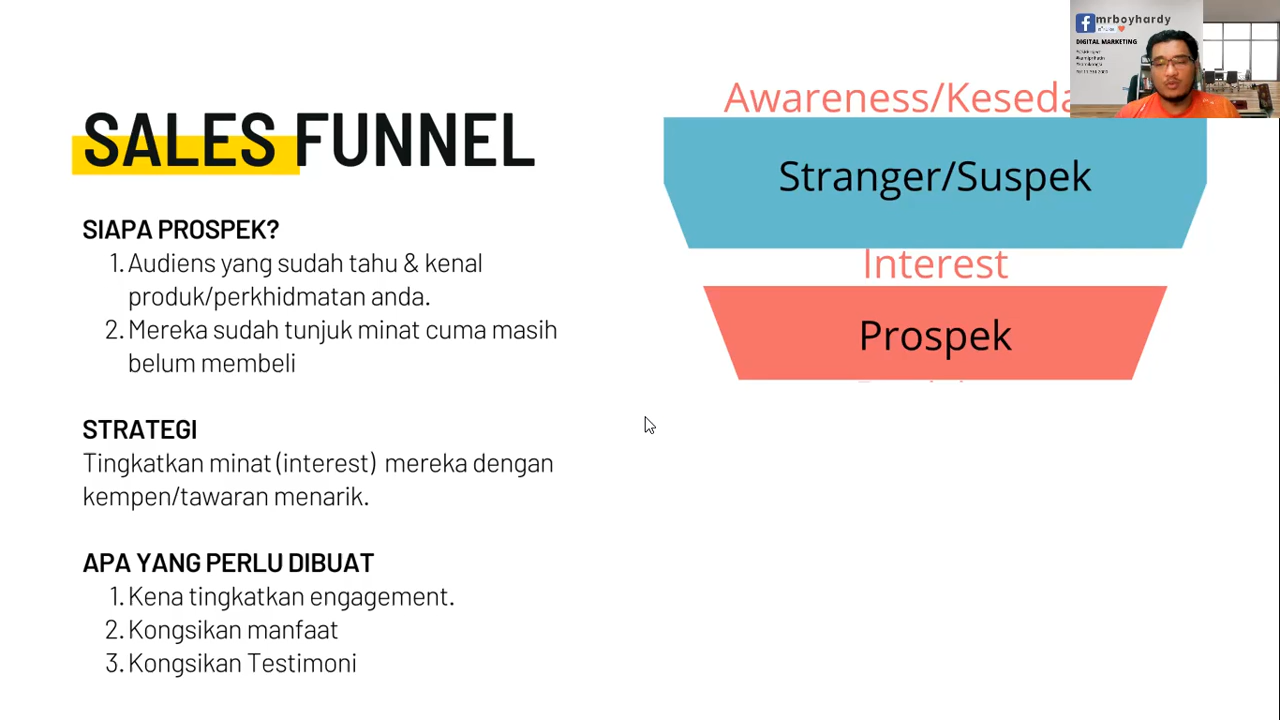 SALES FUNNEL
SIAPA PROSPEK?
1. Audiens yang sudah tahu & kenal
produk/perkhidmatan anda.
2. Mereka sudah tunjuk minat cuma masih
belum membeli
STRATEGI
Tingkatkan minat (interest) mereka dengan
kempen/tawaran menarik.
APA YANG PERLU DIBUAT
1. Kena tingkatkan engagement.
2. Kongsikan manfaat
3. Kongsikan Testimoni
Awareness/Keseda
Stranger/Suspek
Interest
Prospek
mrboyhardy
DIGITAL MARKETING